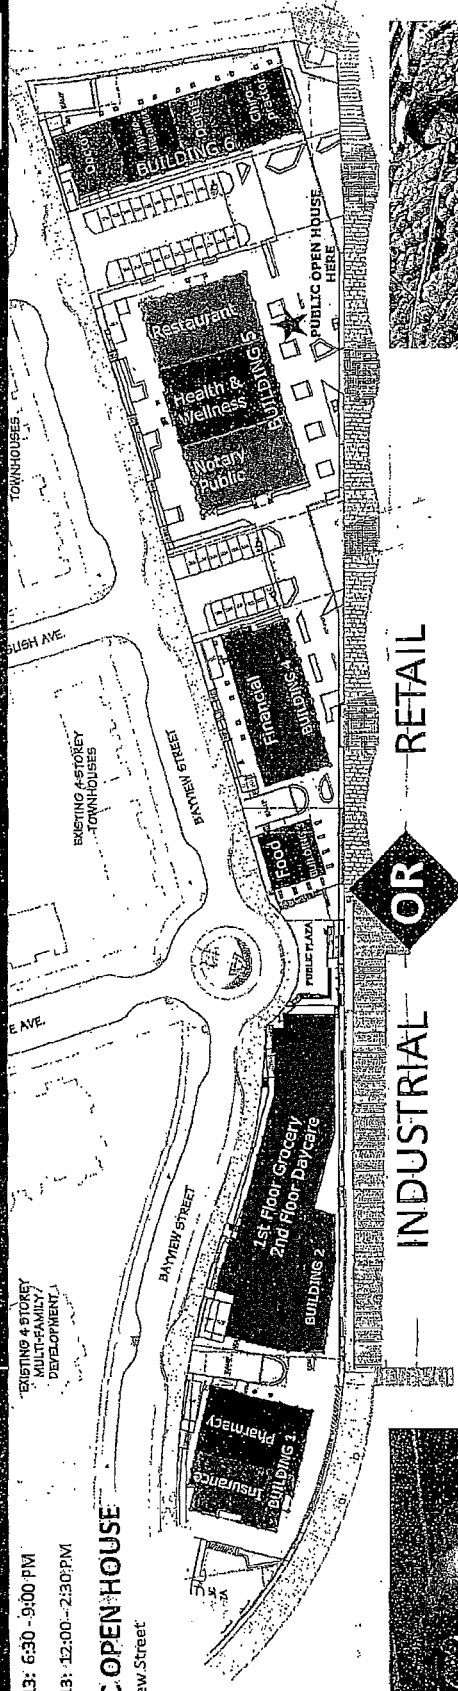 3: 6:30 - 9:00 PM
3: 12:00 - 2:30 PM
C OPEN HOUSE
ew Street
EXISTING 4-STOREY
MULTI-FAMILY
DEVELOPMENT
E AVE.
EXISTING 4-STOREY
TOWNHOUSES
LISH AVE.
TOWNHOUSES
BAYVIEW STREET
BAYVIEW STREET
Insurance
Pharmacy
BUILDING 1
1st Floor Grocery
2nd Floor Daycare
BUILDING 2
PUBLIC PLAZA
Food
Financial
BUILDING 4
Notary
Public
Health &
Wellness
Restaurant
BUILDING 5
PUBLIC OPEN HOUSE
HERE
BUILDING 6
INDUSTRIAL OR RETAIL